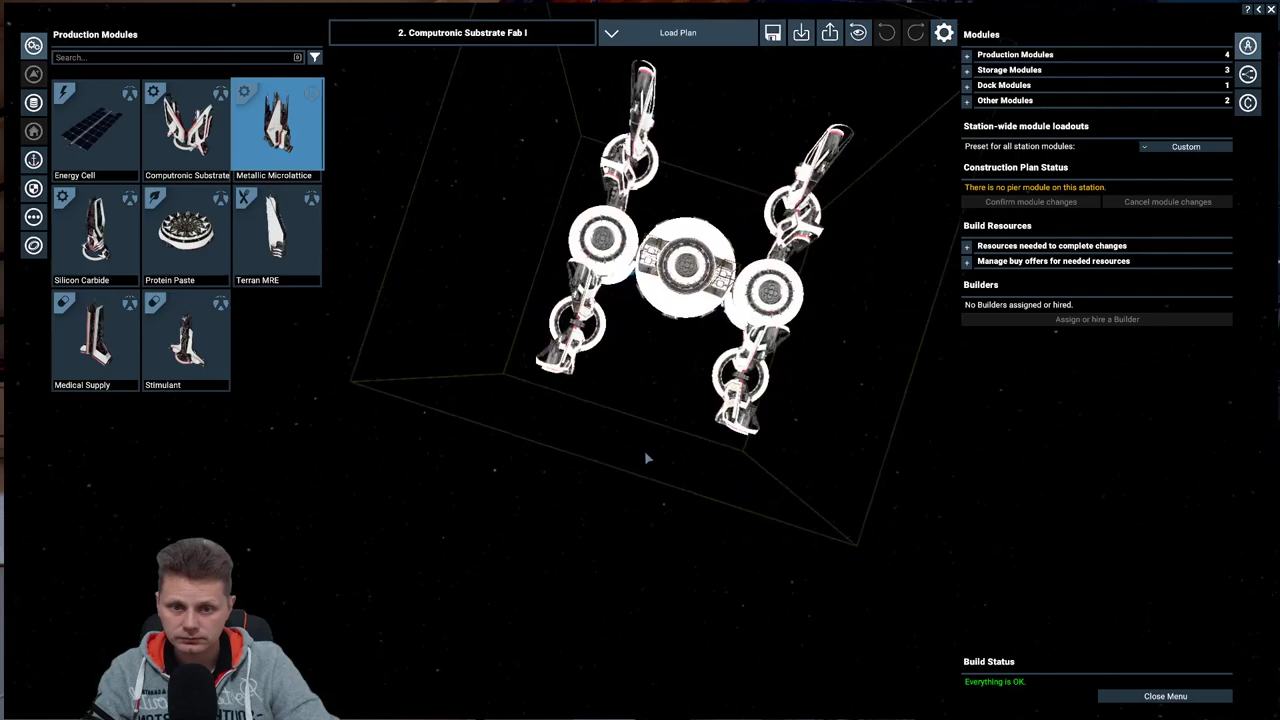 Production Modules
Search...
Energy Cell
Computronic Substrate
Metallic Microlattice
Silicon Carbide
Protein Paste
Terran MRE
Medical Supply
Stimulant
2. Computronic Substrate Fab I
Load Plan
? 
Modules
+ Production Modules 4
+ Storage Modules 3
+ Dock Modules 1
+ Other Modules 2
Station-wide module loadouts
Preset for all station modules: Custom
Construction Plan Status
There is no pier module on this station.
Confirm module changes Cancel module changes
Build Resources
+ Resources needed to complete changes
+ Manage buy offers for needed resources
Builders
No Builders assigned or hired.
Assign or hire a Builder
Build Status
Everything is OK.
Close Menu